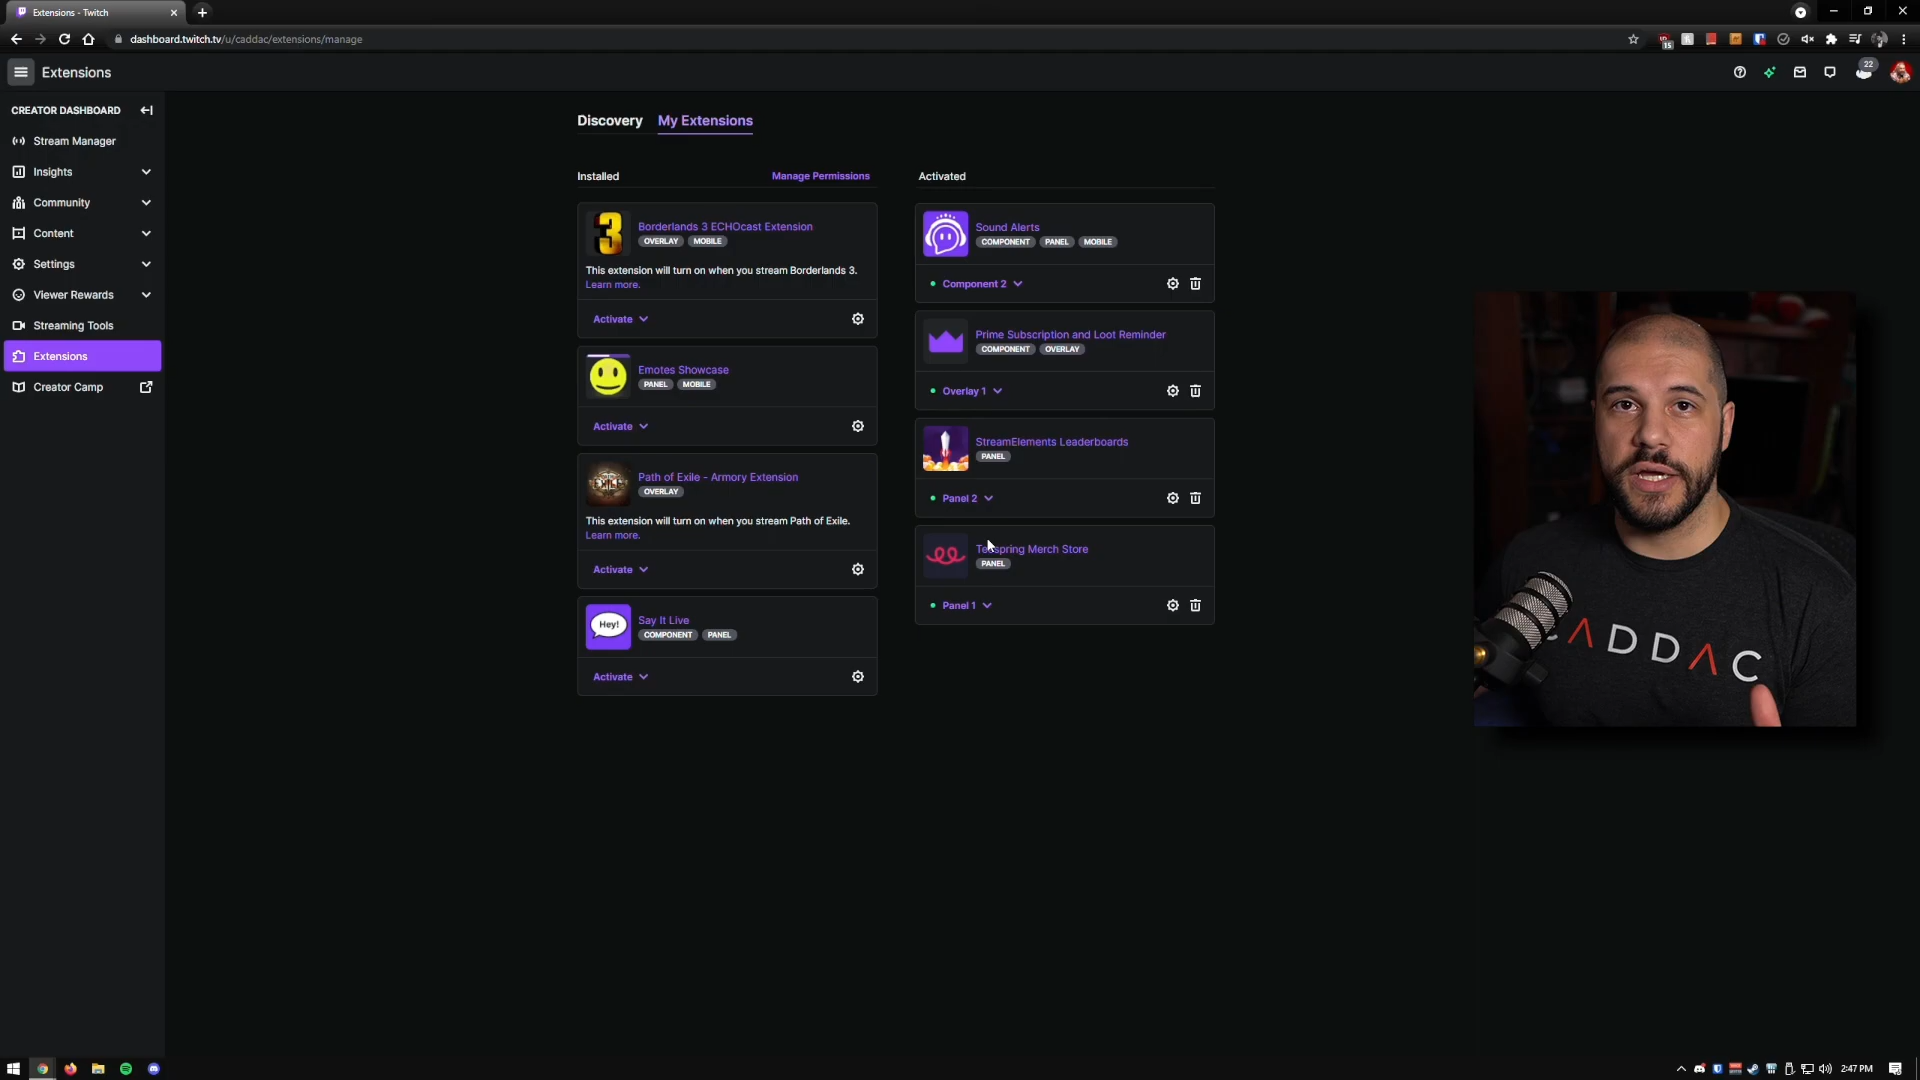 Extensions - Twitch
dashboard.twitch.tv/u/caddac/extensions/manage
15
Extensions
22
CREATOR DASHBOARD
Stream Manager
Insights
Community
Content
Settings
Viewer Rewards
Streaming Tools
Extensions
Creator Camp
Discovery
My Extensions
Installed
Manage Permissions
3
Borderlands 3 ECHOcast Extension
OVERLAY MOBILE
This extension will turn on when you stream Borderlands 3.
Learn more.
Activate
Emotes Showcase
PANEL MOBILE
Activate
Path of Exile - Armory Extension
OVERLAY
This extension will turn on when you stream Path of Exile.
Learn more.
Activate
Hey!
Say It Live
COMPONENT PANEL
Activate
Activated
Sound Alerts
COMPONENT PANEL MOBILE
Component 2
Prime Subscription and Loot Reminder
COMPONENT OVERLAY
Overlay 1
StreamElements Leaderboards
PANEL
Panel 2
Teespring Merch Store
PANEL
Panel 1
CADDAC
2:47 PM